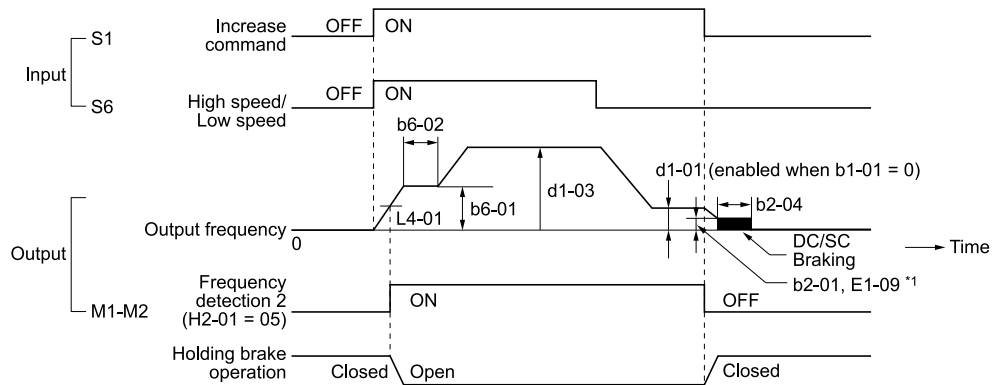 Input
S1
Increase
command
OFF
ON
S6
High speed/
Low speed
OFF
ON
b6-02
d1-01 (enabled when b1-01 = 0)
d1-03
b2-04
L4-01
b6-01
Output frequency
0
Time
DC/SC
Braking
b2-01, E1-09 *1
Output
M1-M2
Frequency
detection 2
(H2-01 = 05)
ON
OFF
Holding brake
operation
Closed
Open
Closed